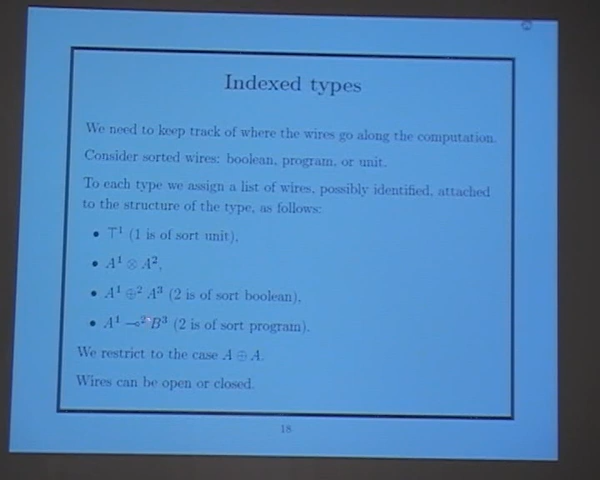 Indexed types
We need to keep track of where the wires go along the computation.
Consider sorted wires: boolean, program, or unit.
To each type we assign a list of wires, possibly identified, attached
to the structure of the type, as follows:
• ⊤¹ (1 is of sort unit),
• A¹ ⊗ A²,
• A¹ ⊕² A³ (2 is of sort boolean),
• A¹ ⊸² B³ (2 is of sort program).
We restrict to the case A ⊕ A.
Wires can be open or closed.
18